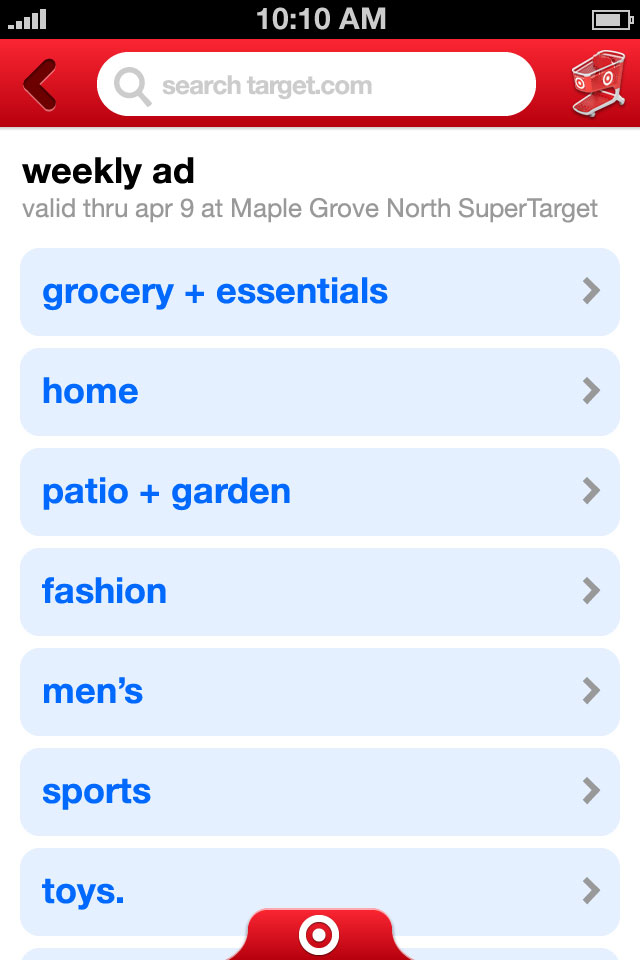 10:10 AM
search target.com
weekly ad
valid thru apr 9 at Maple Grove North SuperTarget
grocery + essentials
home
patio + garden
fashion
men’s
sports
toys.